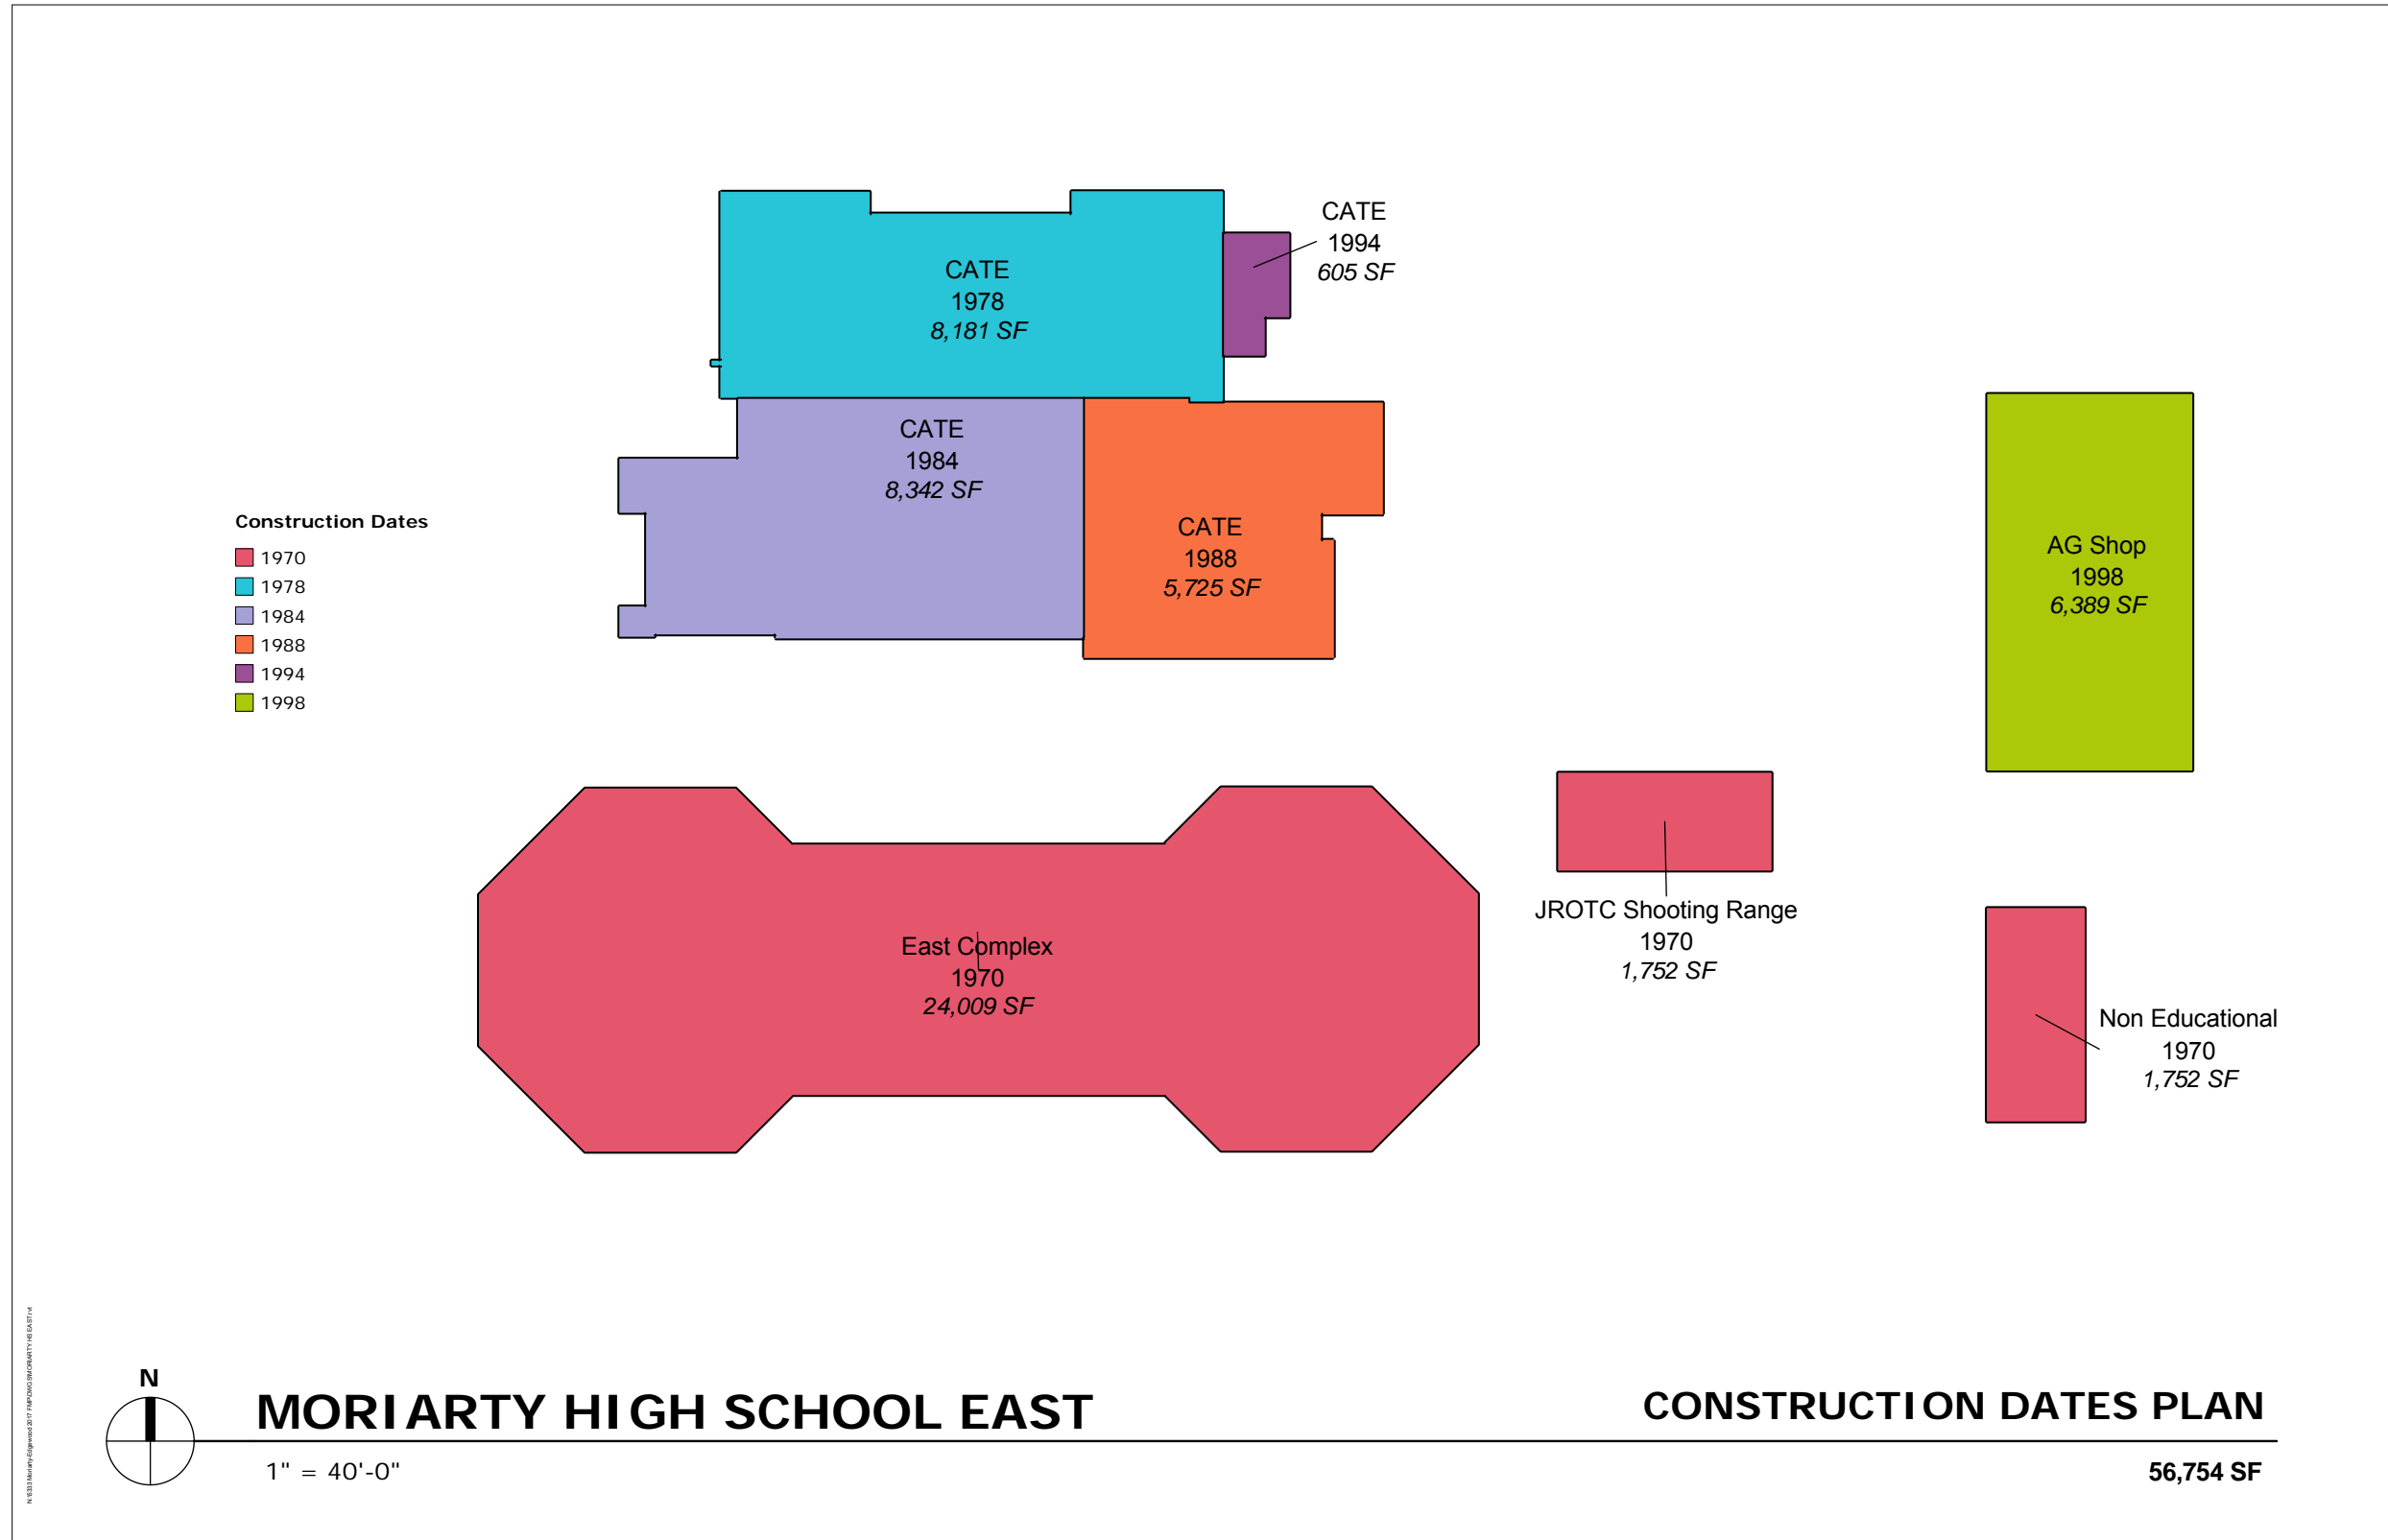 CATE
1994
605 SF
CATE
1978
8,181 SF
CATE
1984
8,342 SF
CATE
1988
5,725 SF
AG Shop
1998
6,389 SF
Construction Dates
1970
1978
1984
1988
1994
1998
East Complex
1970
24,009 SF
JROTC Shooting Range
1970
1,752 SF
Non Educational
1970
1,752 SF
N
MORIARTY HIGH SCHOOL EAST
CONSTRUCTION DATES PLAN
1" = 40'-0"
56,754 SF